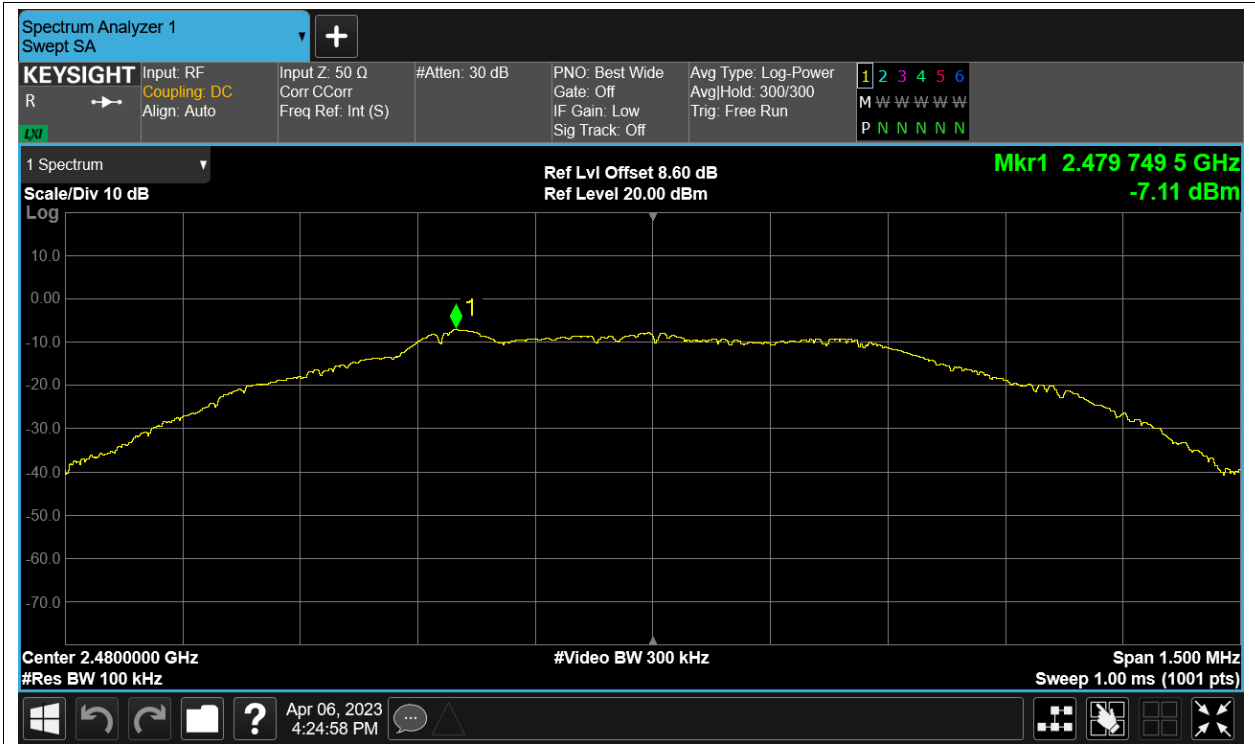 Spectrum Analyzer 1
Swept SA
+
KEYSIGHT
R
LXI
Input: RF
Coupling: DC
Align: Auto
Input Z: 50 Ω
Corr CCorr
Freq Ref: Int (S)
#Atten: 30 dB
PNO: Best Wide
Gate: Off
IF Gain: Low
Sig Track: Off
Avg Type: Log-Power
Avg|Hold: 300/300
Trig: Free Run
1 2 3 4 5 6
M W W W W W
P N N N N N
1 Spectrum
Scale/Div 10 dB
Ref Lvl Offset 8.60 dB
Ref Level 20.00 dBm
Mkr1 2.479 749 5 GHz
-7.11 dBm
Log
10.0
0.00
-10.0
-20.0
-30.0
-40.0
-50.0
-60.0
-70.0
1
Center 2.4800000 GHz
#Res BW 100 kHz
#Video BW 300 kHz
Span 1.500 MHz
Sweep 1.00 ms (1001 pts)
?
Apr 06, 2023
4:24:58 PM